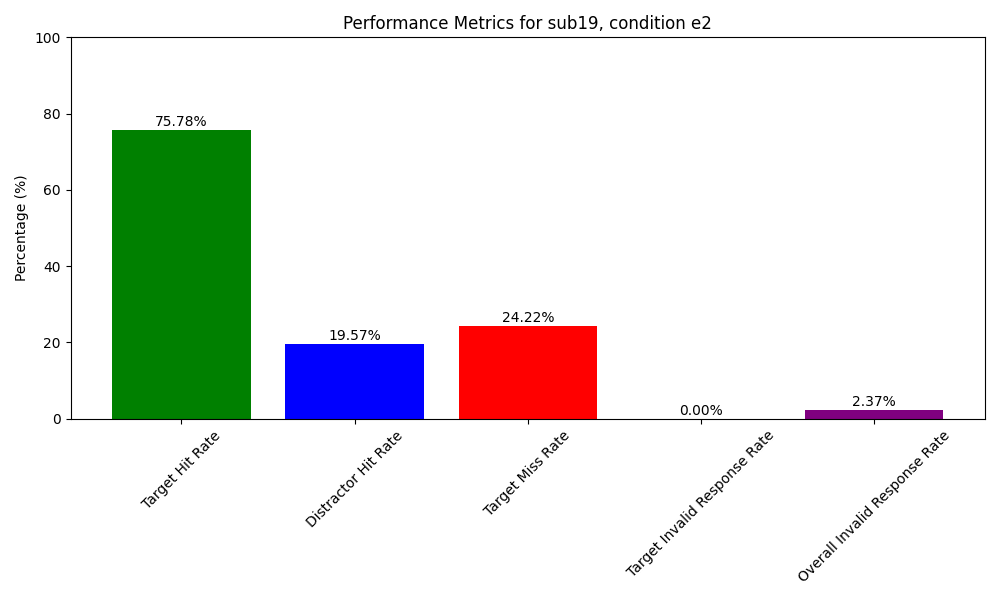 Performance Metrics for sub19, condition e2
Percentage (%)
100
80
60
40
20
0
75.78%
19.57%
24.22%
0.00%
2.37%
Target Hit Rate
Distractor Hit Rate
Target Miss Rate
Target Invalid Response Rate
Overall Invalid Response Rate